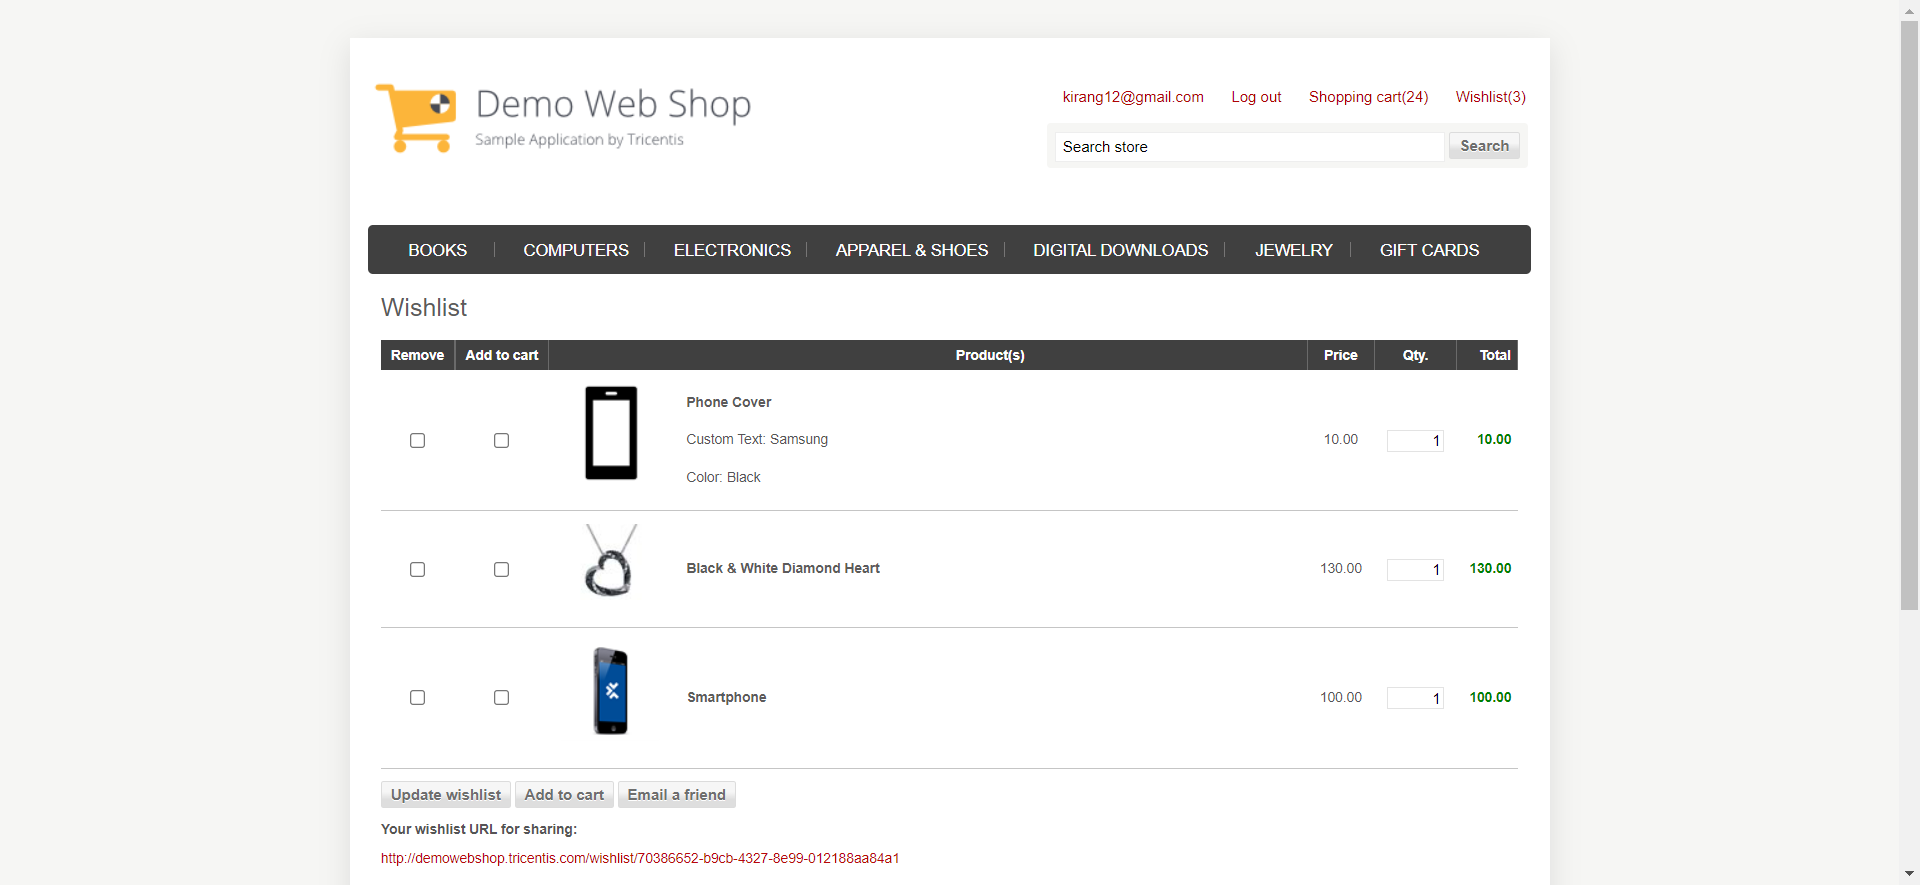 Demo Web Shop
Sample Application by Tricentis
kirang12@gmail.com Log out Shopping cart(24) Wishlist(3)
Search store Search
BOOKS COMPUTERS ELECTRONICS APPAREL & SHOES DIGITAL DOWNLOADS JEWELRY GIFT CARDS
Wishlist
Remove Add to cart Product(s) Price Qty. Total
Phone Cover
Custom Text: Samsung 10.00 1 10.00
Color: Black
Black & White Diamond Heart 130.00 1 130.00
Smartphone 100.00 1 100.00
Update wishlist Add to cart Email a friend
Your wishlist URL for sharing:
http://demowebshop.tricentis.com/wishlist/70386652-b9cb-4327-8e99-012188aa84a1